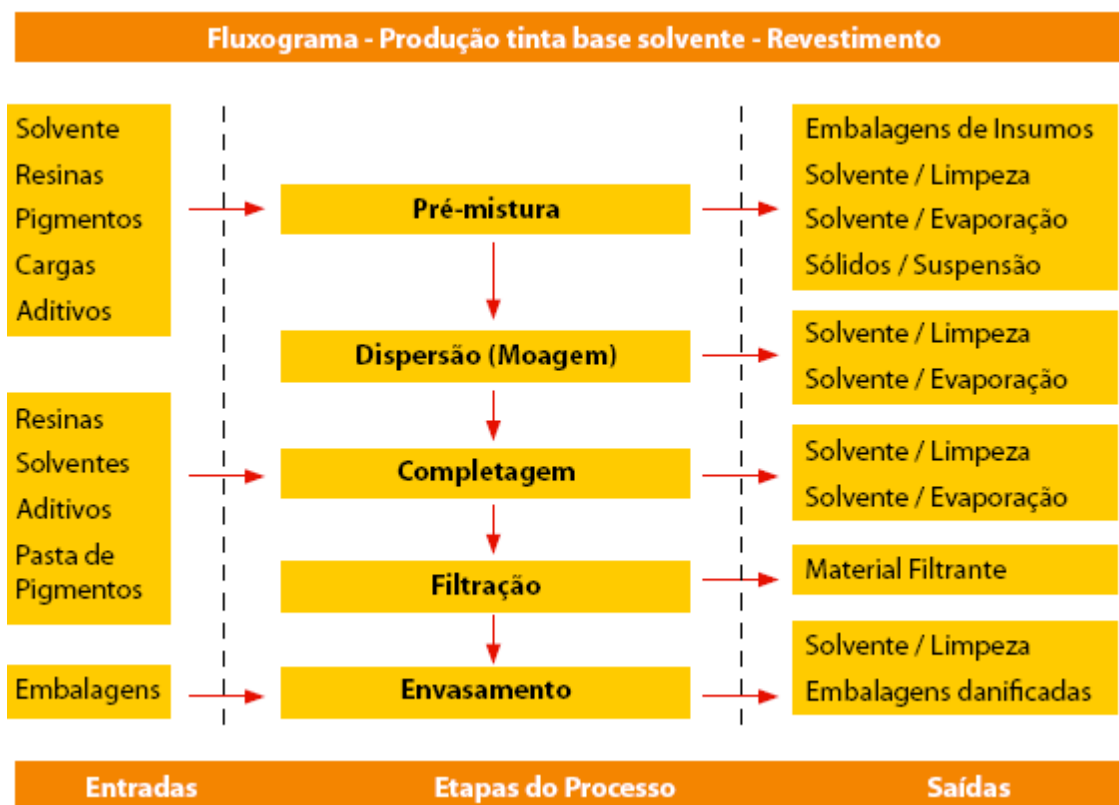 Fluxograma - Produção tinta base solvente - Revestimento
Solvente
Resinas
Pigmentos
Cargas
Aditivos
Pré-mistura
Embalagens de Insumos
Solvente / Limpeza
Solvente / Evaporação
Sólidos / Suspensão
Dispersão (Moagem)
Solvente / Limpeza
Solvente / Evaporação
Resinas
Solventes
Aditivos
Pasta de
Pigmentos
Completagem
Solvente / Limpeza
Solvente / Evaporação
Filtração
Material Filtrante
Embalagens
Envasamento
Solvente / Limpeza
Embalagens danificadas
Entradas
Etapas do Processo
Saídas